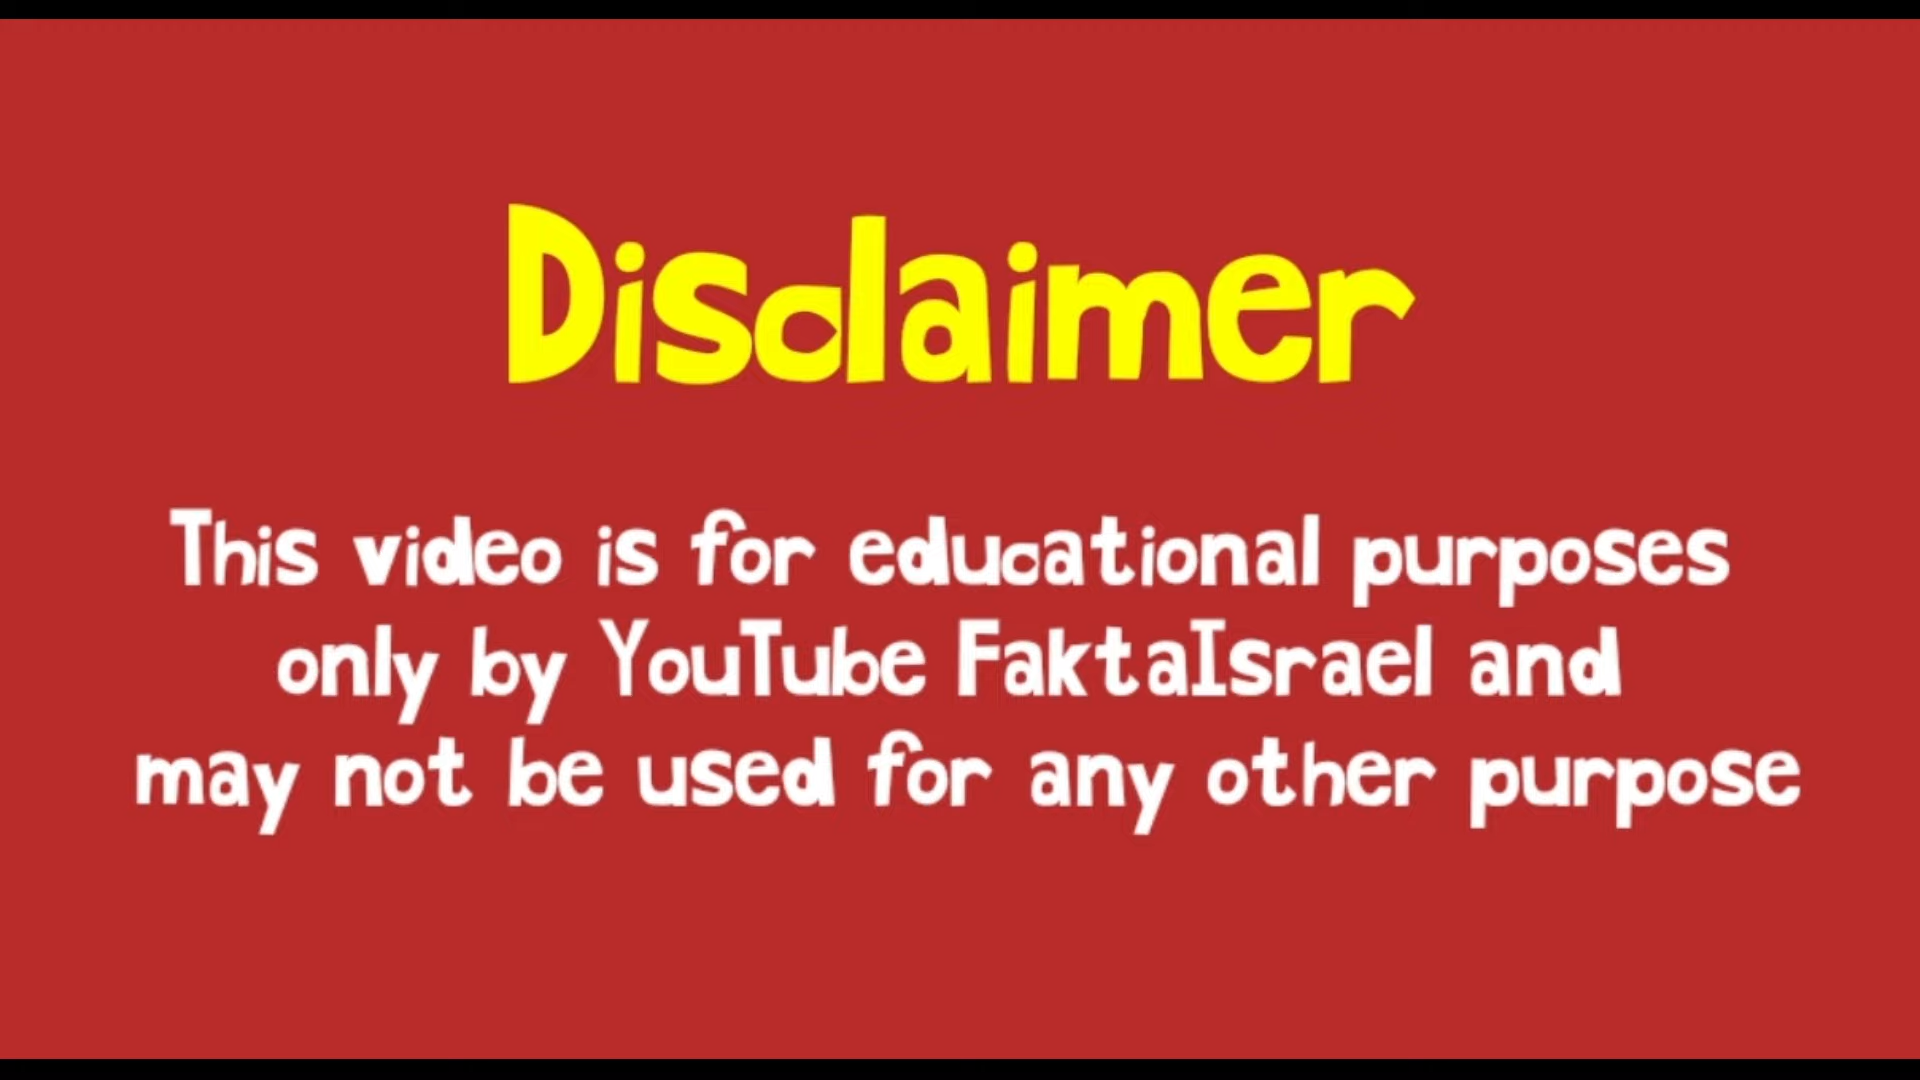 Disclaimer
This video is for educational purposes
only by YouTube FaktaIsrael and
may not be used for any other purpose